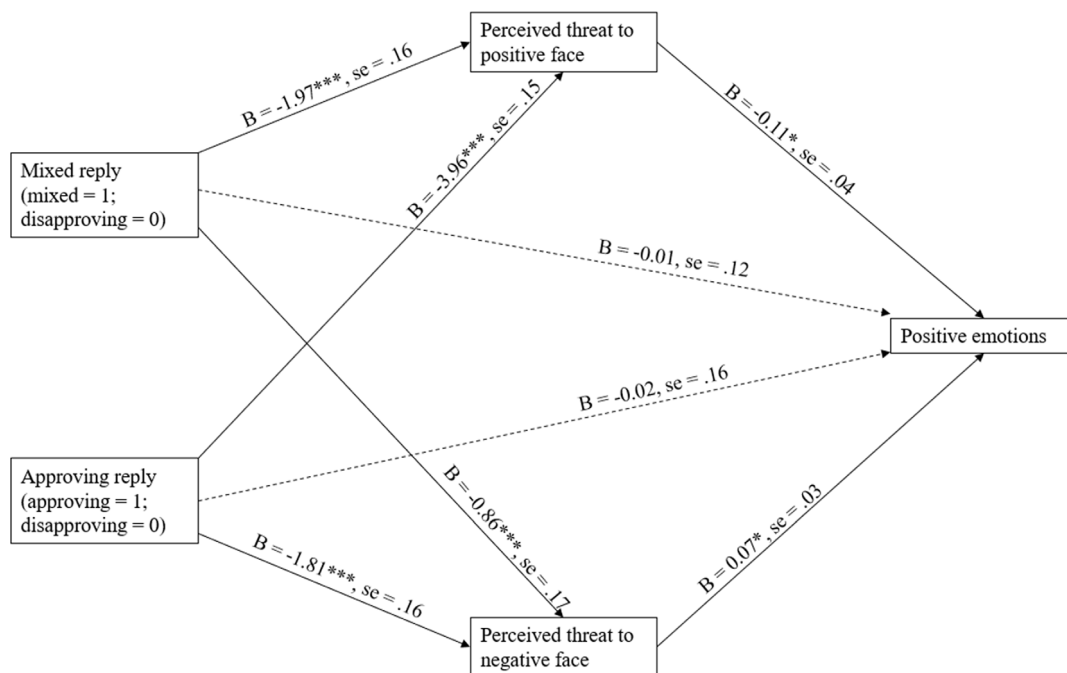 Perceived threat to
positive face
B = -1.97***, se = .16
B = -3.96***, se = .15
B = -0.11*, se = .04
Mixed reply
(mixed = 1;
disapproving = 0)
B = -0.01, se = .12
Positive emotions
B = -0.02, se = .16
Approving reply
(approving = 1;
disapproving = 0)
B = -0.86***, se = .17
B = -1.81***, se = .16
B = 0.07*, se = .03
Perceived threat to
negative face